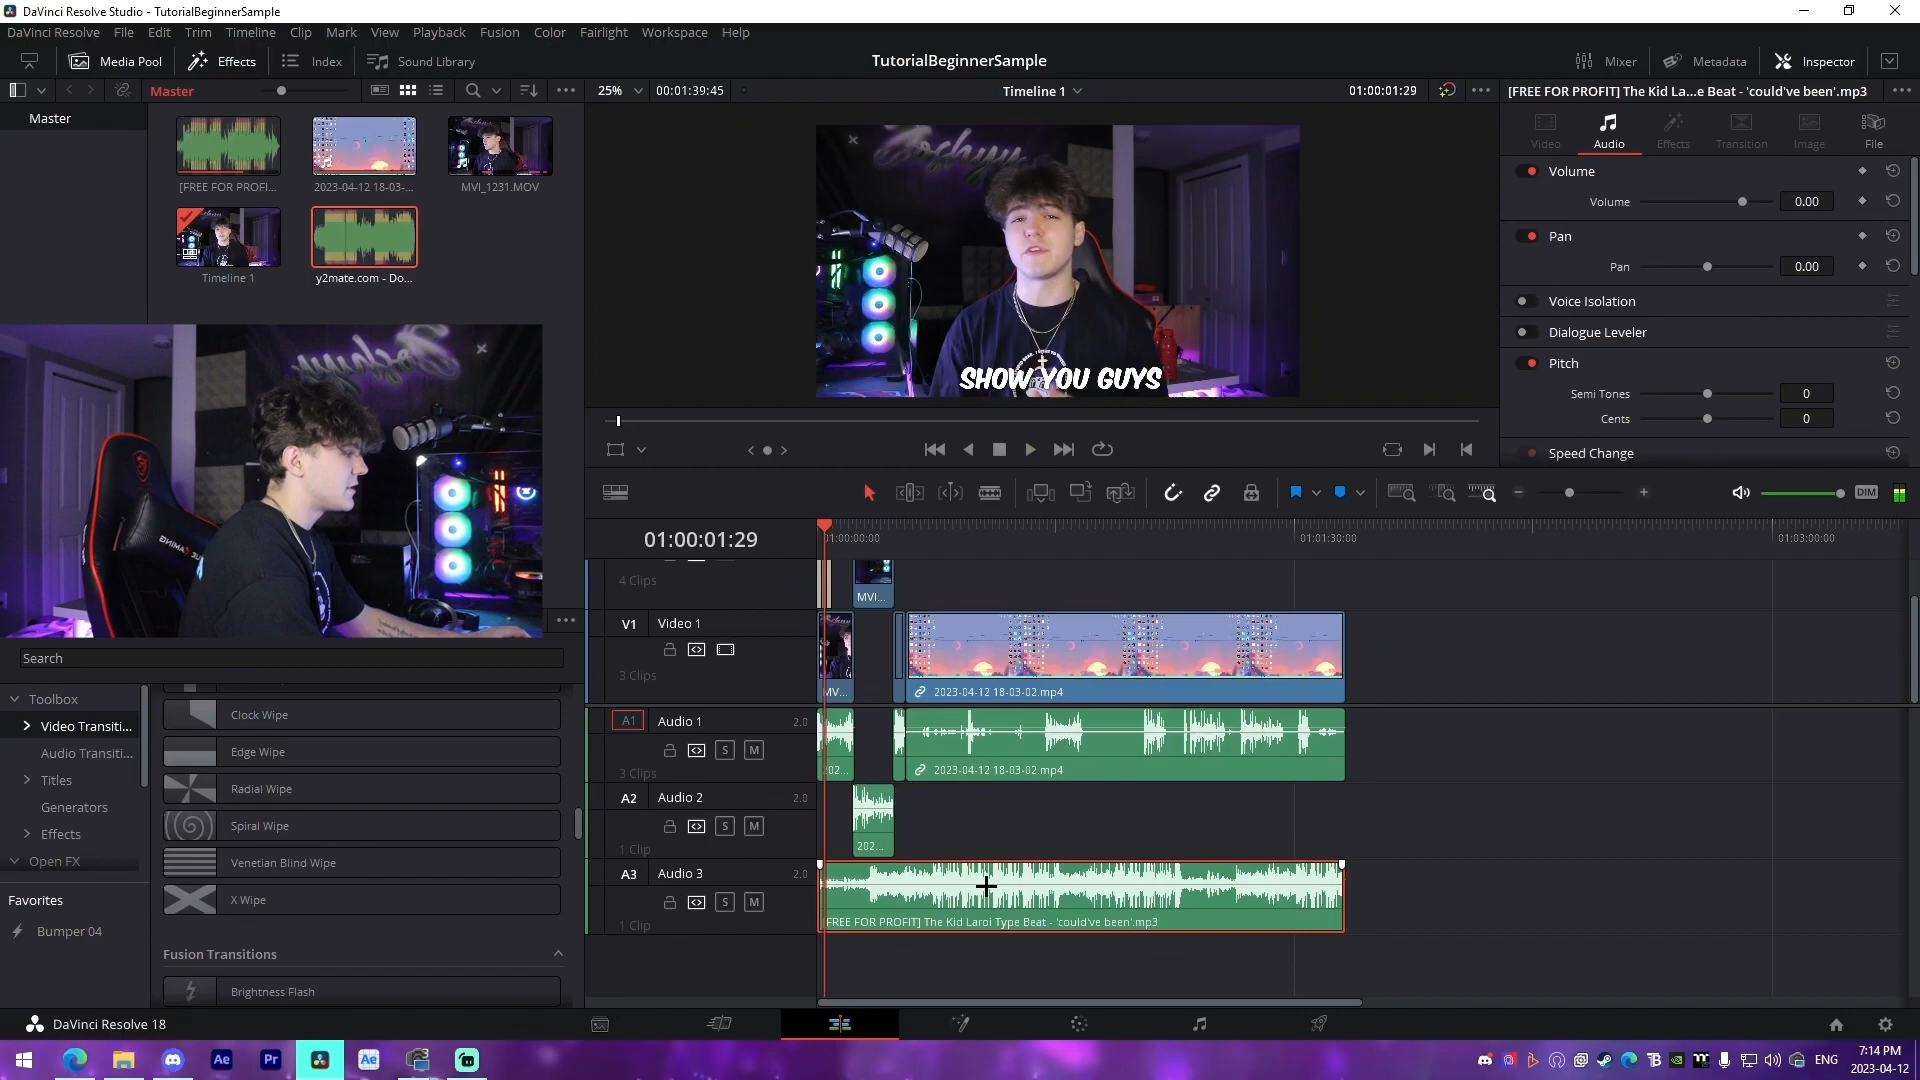 DaVinci Resolve Studio - TutorialBeginnerSample
DaVinci Resolve File Edit Trim Timeline Clip Mark View Playback Fusion Color Fairlight Workspace Help
Media Pool Effects Index Sound Library TutorialBeginnerSample Mixer Metadata Inspector
Master 25% 00:01:39:45 Timeline 1 01:00:01:29 [FREE FOR PROFIT] The Kid La...e Beat - 'could've been'.mp3
Master
Video Audio Effects Transition Image File
[FREE FOR PROFI... 2023-04-12 18-03-... MVI_1231.MOV
Timeline 1 y2mate.com - Do...
SHOW YOU GUYS
Volume
Volume 0.00
Pan
Pan 0.00
Voice Isolation
Dialogue Leveler
Pitch
Semi Tones 0
Cents 0
Speed Change
DIM
01:00:01:29
01:00:00:00 01:01:30:00 01:03:00:00
4 Clips
MVI...
V1 Video 1
3 Clips
MV... 2023-04-12 18-03-02.mp4
A1 Audio 1 2.0
S M
3 Clips
202... 2023-04-12 18-03-02.mp4
A2 Audio 2 2.0
S M
1 Clip
202...
A3 Audio 3 2.0
S M
1 Clip
[FREE FOR PROFIT] The Kid Laroi Type Beat - 'could've been'.mp3
Search
Toolbox
Video Transiti...
Audio Transiti...
Titles
Generators
Effects
Open FX
Favorites
Bumper 04
Clock Wipe
Edge Wipe
Radial Wipe
Spiral Wipe
Venetian Blind Wipe
X Wipe
Fusion Transitions
Brightness Flash
DaVinci Resolve 18
Ae Pr Ae
ENG
7:14 PM
2023-04-12